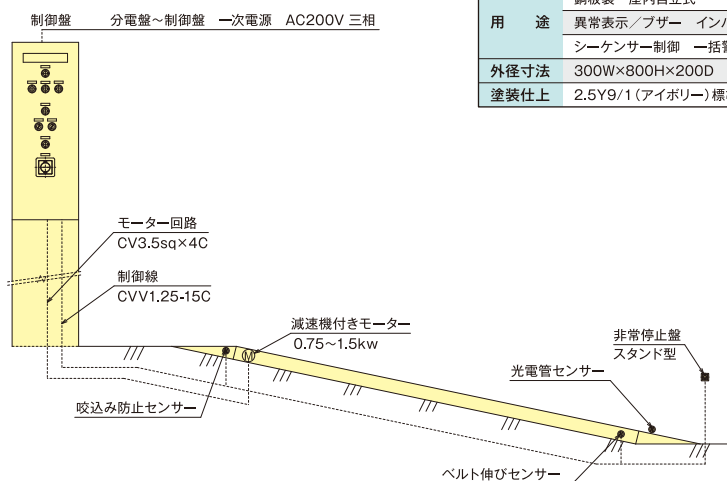 制御盤 分電盤～制御盤 一次電源 AC200V 三相
用途
異常表示／ブザー
シーケンサー制御
外径寸法 300W×800H×200D
塗装仕上 2.5Y9/1（アイボリー）
モーター回路
CV3.5sq×4C
制御線
CVV1.25-15C
減速機付きモーター
0.75～1.5kw
M
非常停止盤
スタンド型
光電管センサー
咬込み防止センサー
ベルト伸びセンサー